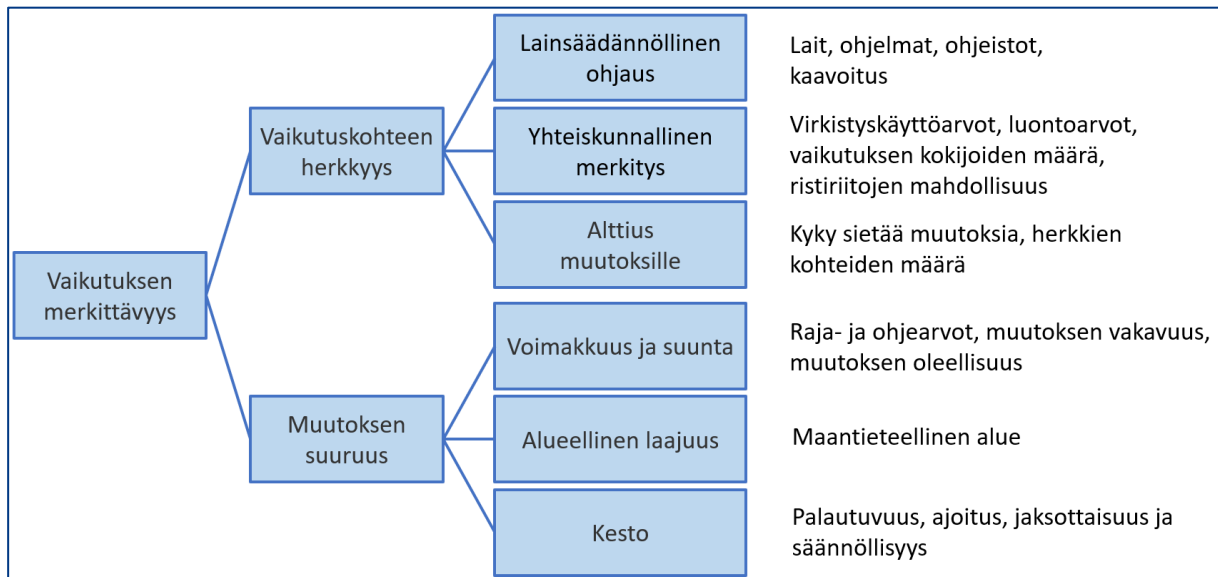 Lainsäädännöllinen
ohjaus
Lait, ohjelmat, ohjeistot,
kaavoitus
Vaikutuskohteen
herkkyys
Yhteiskunnallinen
merkitys
Virkistyskäyttöarvot, luontoarvot,
vaikutuksen kokijoiden määrä,
ristiriitojen mahdollisuus
Alttius
muutoksille
Kyky sietää muutoksia, herkkien
kohteiden määrä
Vaikutuksen
merkittävyys
Voimakkuus ja suunta
Raja- ja ohjearvot, muutoksen vakavuus,
muutoksen oleellisuus
Muutoksen
suuruus
Alueellinen laajuus
Maantieteellinen alue
Kesto
Palautuvuus, ajoitus, jaksottaisuus ja
säännöllisyys